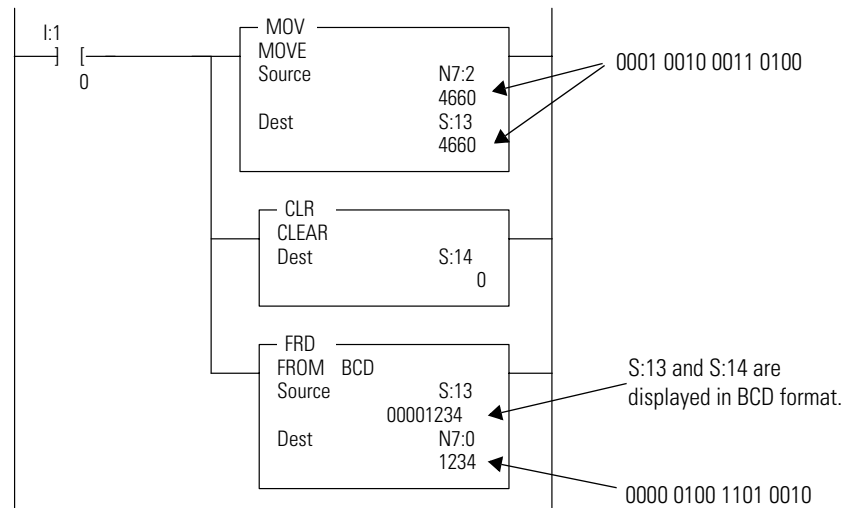 I:1
] [
0
MOV
MOVE
Source N7:2
4660
Dest S:13
4660
0001 0010 0011 0100
CLR
CLEAR
Dest S:14
0
FRD
FROM BCD
Source S:13
00001234
Dest N7:0
1234
S:13 and S:14 are
displayed in BCD format.
0000 0100 1101 0010